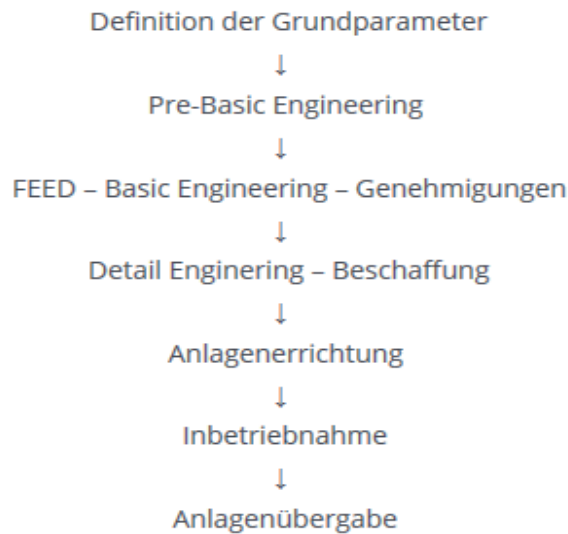 Definition der Grundparameter
↓
Pre-Basic Engineering
↓
FEED – Basic Engineering – Genehmigungen
↓
Detail Enginering – Beschaffung
↓
Anlagenerrichtung
↓
Inbetriebnahme
↓
Anlagenübergabe